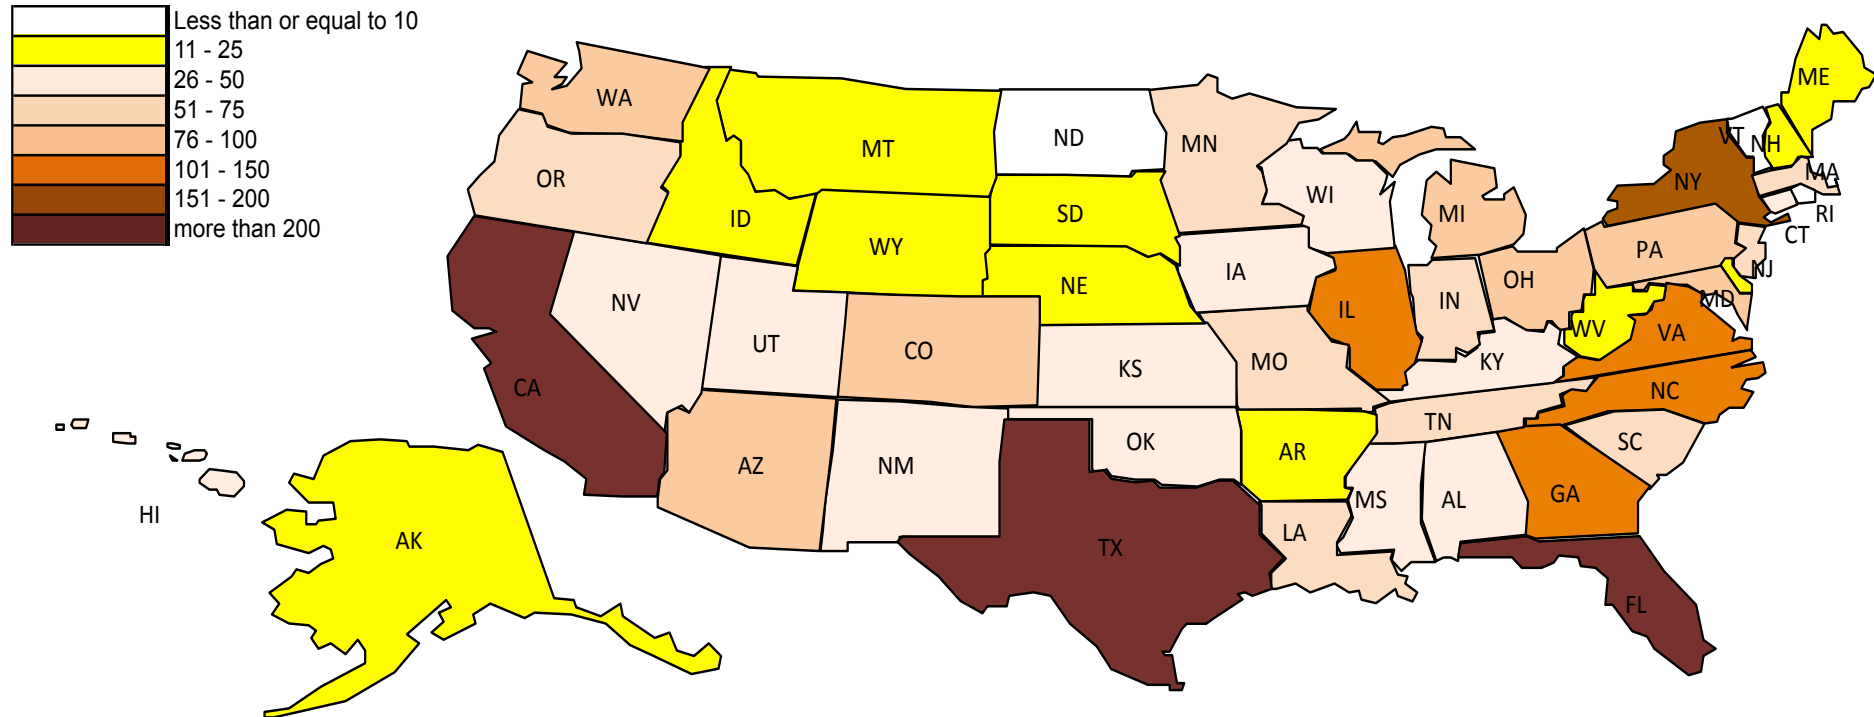 Less than or equal to 10
11 - 25
26 - 50
51 - 75
76 - 100
101 - 150
151 - 200
more than 200
ME
WA
VT
NH
ND
MN
MT
MA
OR
NY
WI
RI
MI
ID
SD
CT
WY
PA
NJ
IA
NE
OH
MD
NV
IN
IL
WV
VA
UT
CO
KS
MO
KY
CA
NC
TN
OK
SC
AR
AZ
NM
GA
MS
AL
HI
LA
AK
TX
FL